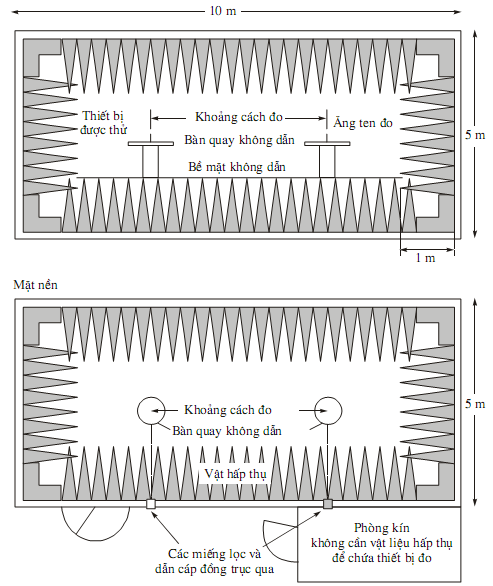 10 m
Thiết bị
được thử
Khoảng cách đo
Ăng ten đo
Bàn quay không dẫn
Bề mặt không dẫn
5 m
1 m
Mặt nền
Khoảng cách đo
Bàn quay không dẫn
5 m
Vật hấp thụ
Các miếng lọc và
dẫn cáp đồng trục qua
Phòng kín
không cần vật liệu hấp thụ
để chứa thiết bị đo